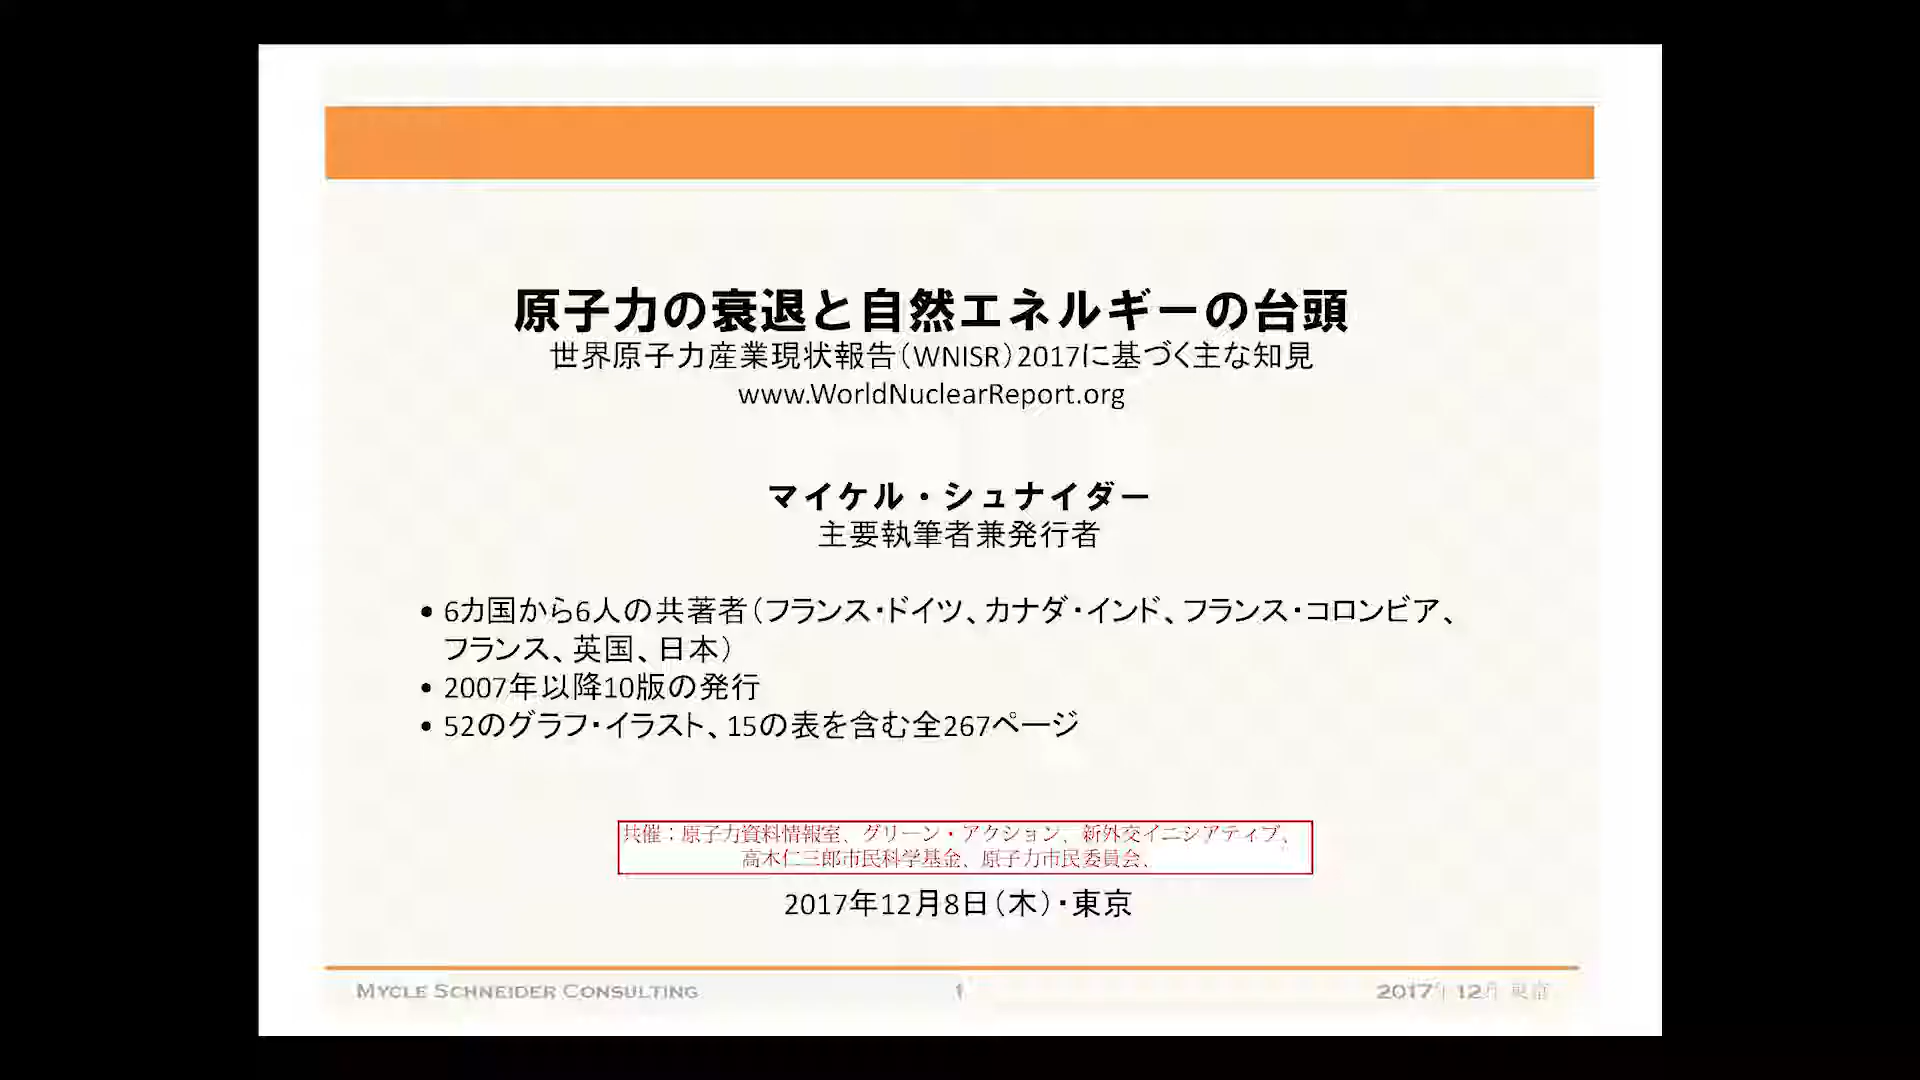 原子力の衰退と自然エネルギーの台頭
世界原子力産業現状報告（WNISR）2017に基づく主な知見
www.WorldNuclearReport.org
マイケル・シュナイダー
主要執筆者兼発行者
• 6カ国から6人の共著者（フランス・ドイツ、カナダ・インド、フランス・コロンビア、
フランス、英国、日本）
• 2007年以降10版の発行
• 52のグラフ・イラスト、15の表を含む全267ページ
共催：原子力資料情報室、グリーン・アクション、新外交イニシアティブ、
高木仁三郎市民科学基金、原子力市民委員会、
2017年12月8日（木）・東京
MYCLE SCHNEIDER CONSULTING
1
2017年12月 東京